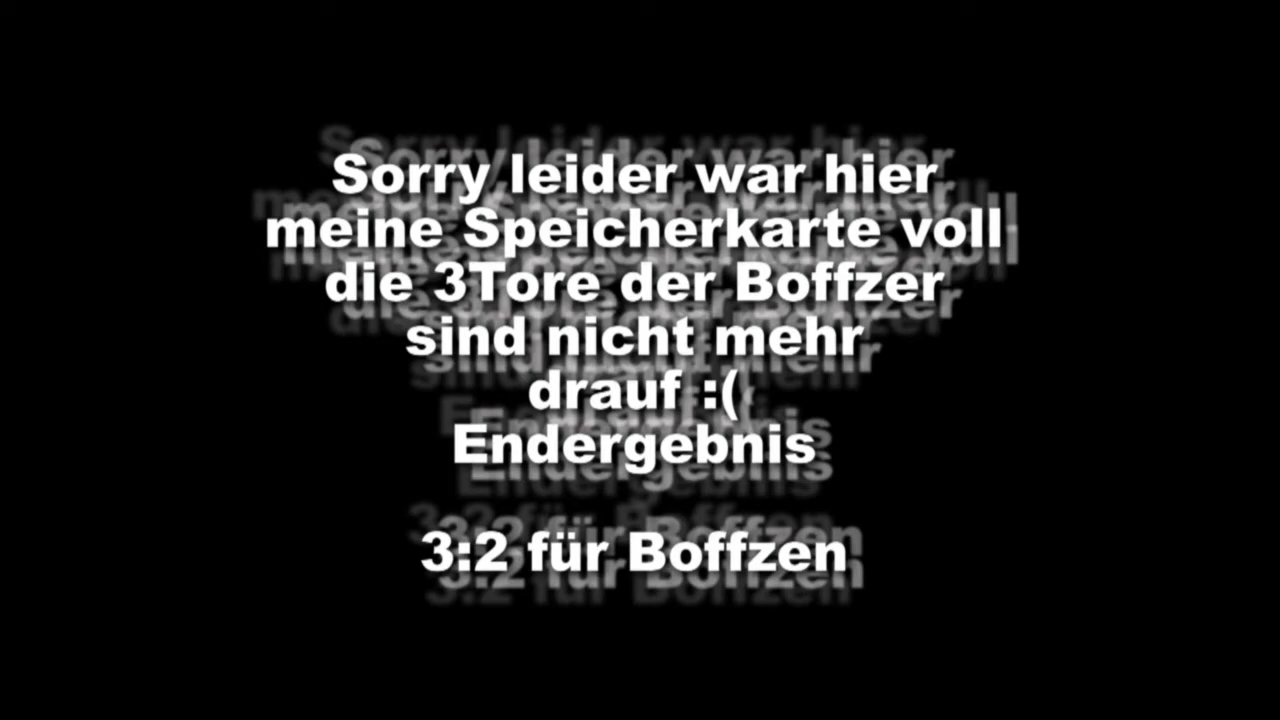 Sorry leider war hier
meine Speicherkarte voll
die 3Tore der Boffzer
sind nicht mehr
drauf :(
Endergebnis
3:2 für Boffzen